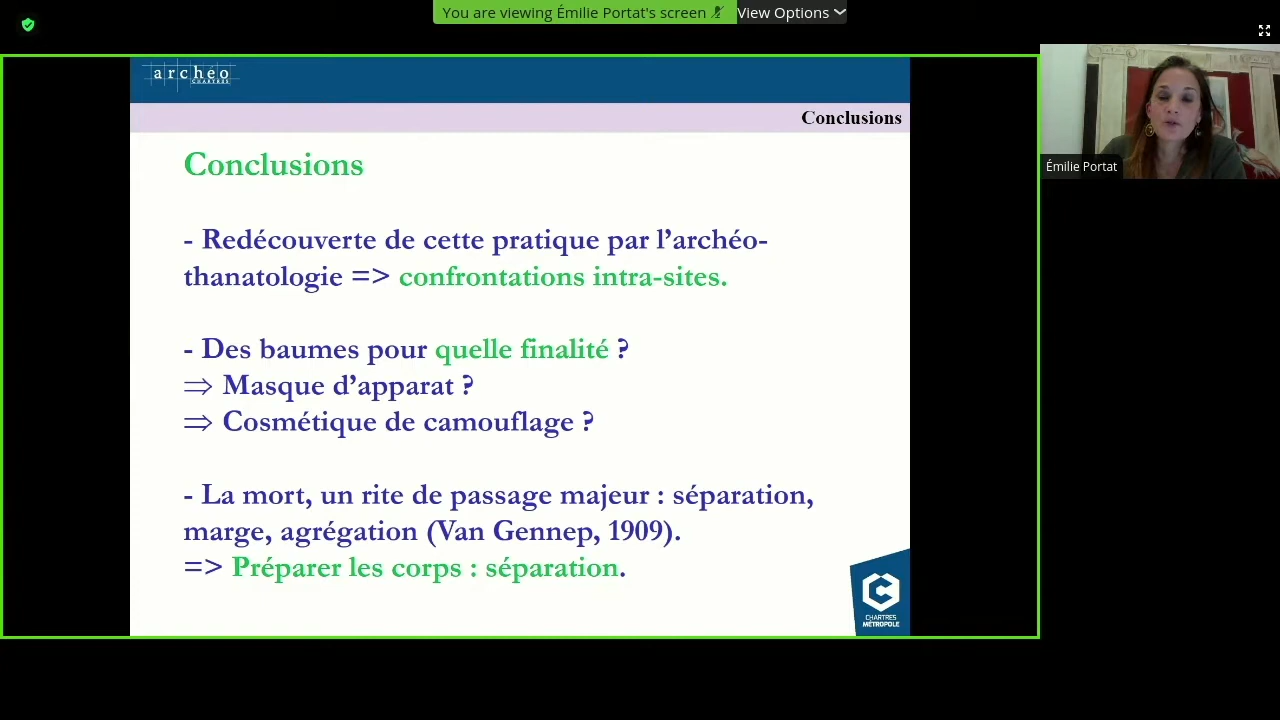 You are viewing Émilie Portat's screen
View Options
archéo
CHARTRES
Conclusions
Émilie Portat
Conclusions
- Redécouverte de cette pratique par l’archéo-
thanatologie => confrontations intra-sites.
- Des baumes pour quelle finalité ?
⇒ Masque d’apparat ?
⇒ Cosmétique de camouflage ?
- La mort, un rite de passage majeur : séparation,
marge, agrégation (Van Gennep, 1909).
=> Préparer les corps : séparation.
CHARTRES
MÉTROPOLE